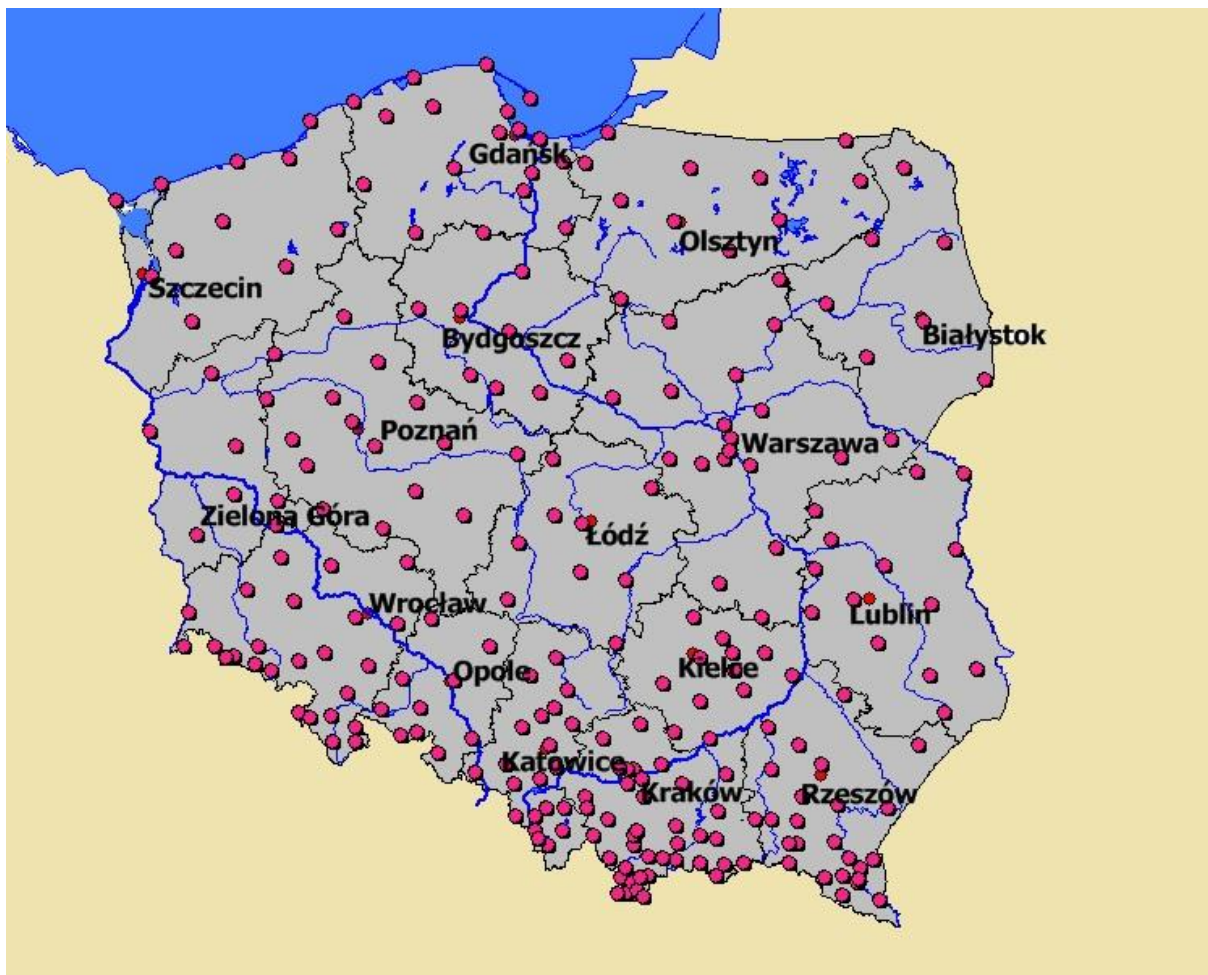 Gdańsk
Olsztyn
Szczecin
Bydgoszcz
Białystok
Poznań
Warszawa
Zielona Góra
Łódź
Wrocław
Lublin
Opole
Kielce
Katowice
Kraków
Rzeszów